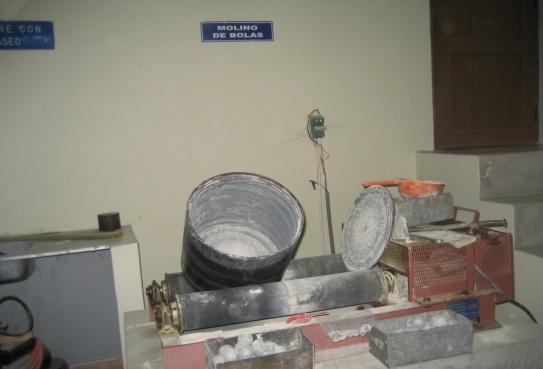 RE CON
ASEO
MOLINO
DE BOLAS